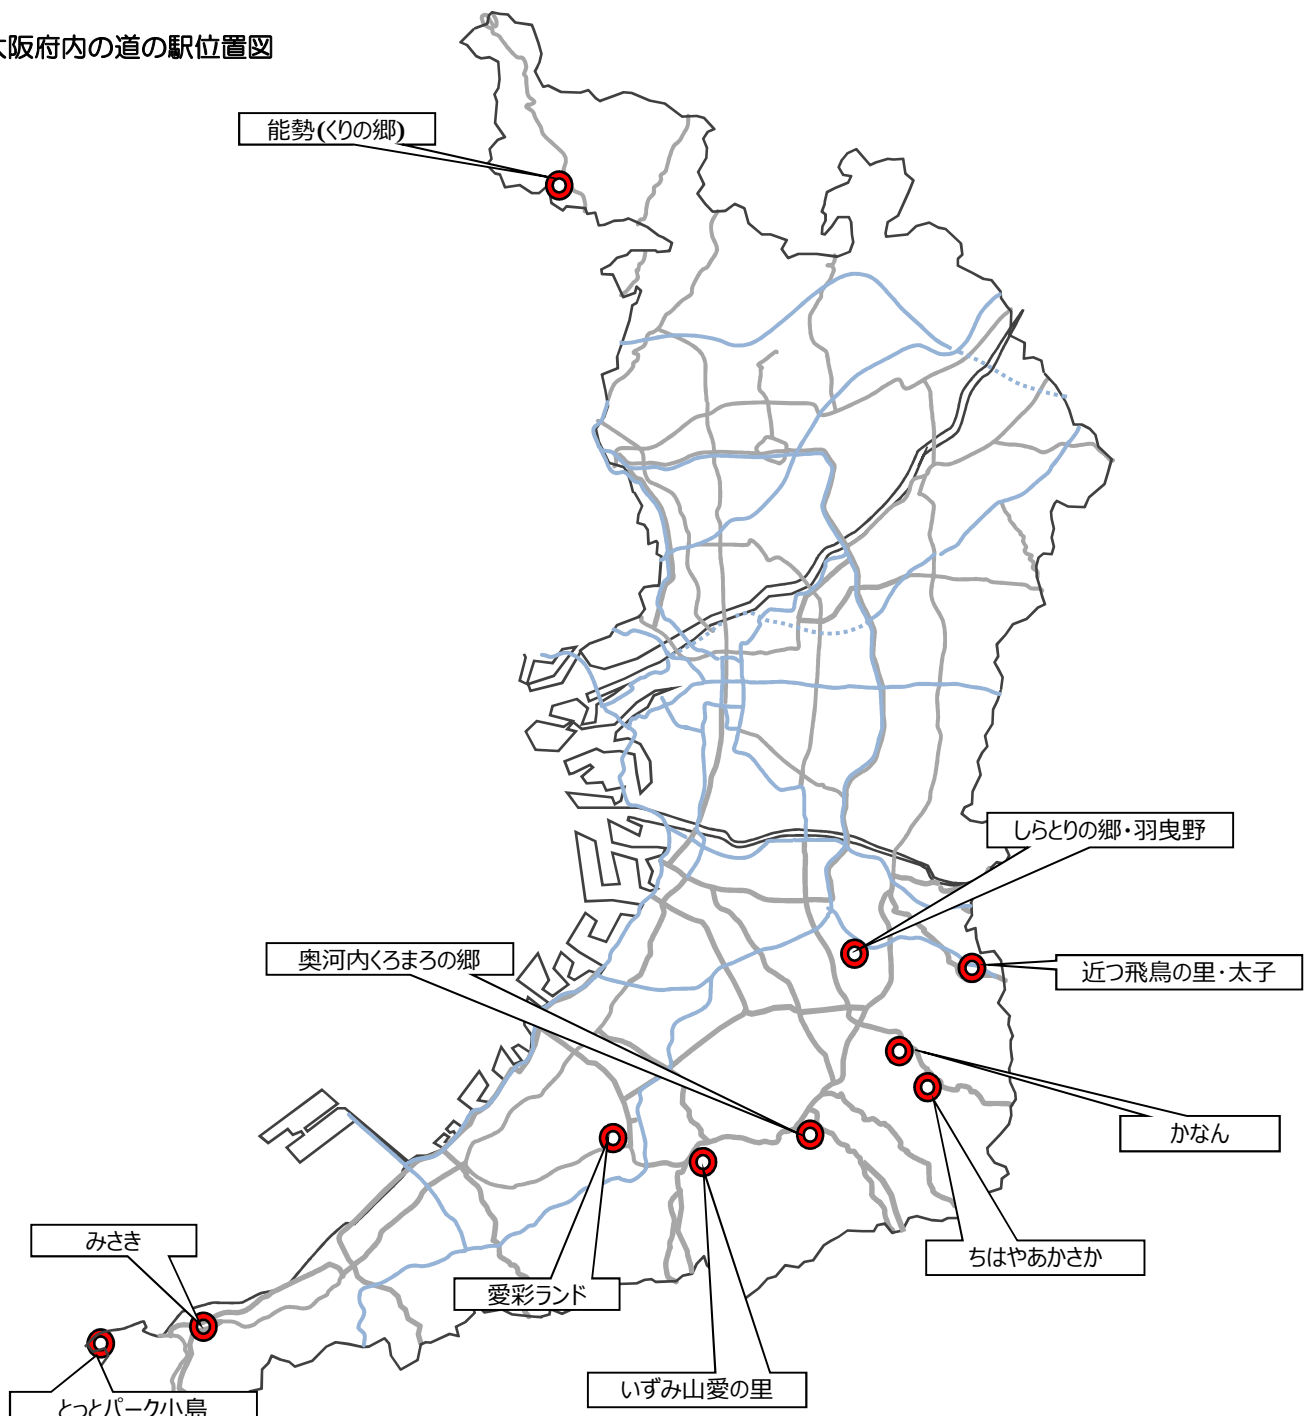 大阪府内の道の駅位置図
能勢(くりの郷)
しらとりの郷・羽曳野
奥河内くろまろの郷
近つ飛鳥の里・太子
かなん
みさき
ちはやあかさか
愛彩ランド
いずみ山愛の里
とっとパーク小島